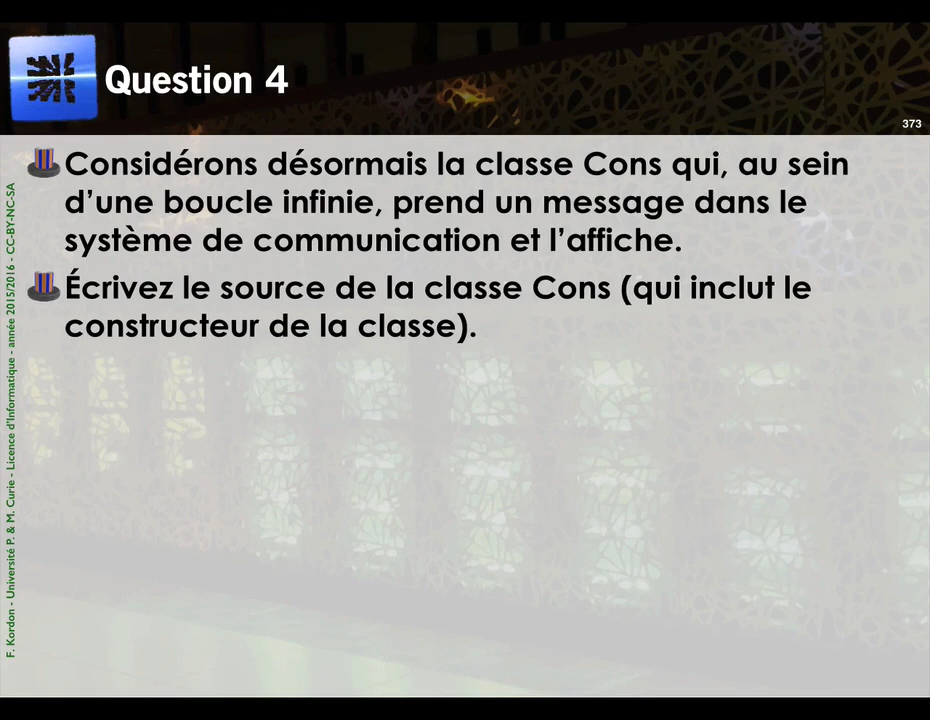 Question 4
373
Considérons désormais la classe Cons qui, au sein
d’une boucle infinie, prend un message dans le
système de communication et l’affiche.
Écrivez le source de la classe Cons (qui inclut le
constructeur de la classe).
F. Kordon - Université P. & M. Curie - Licence d'Informatique - année 2015/2016 - CC-BY-NC-SA